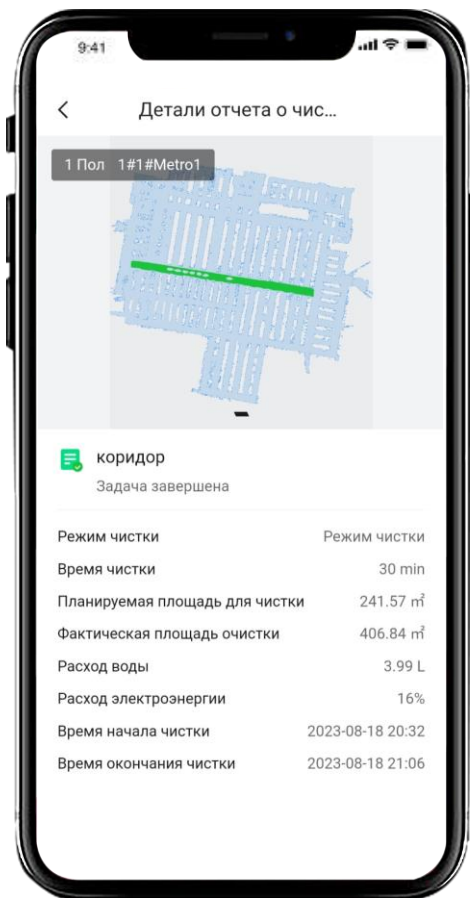 9:41
Детали отчета о чис...
1 Пол 1#1#Metro1
коридор
Задача завершена
Режим чистки Режим чистки
Время чистки 30 min
Планируемая площадь для чистки 241.57 ㎡
Фактическая площадь очистки 406.84 ㎡
Расход воды 3.99 L
Расход электроэнергии 16%
Время начала чистки 2023-08-18 20:32
Время окончания чистки 2023-08-18 21:06